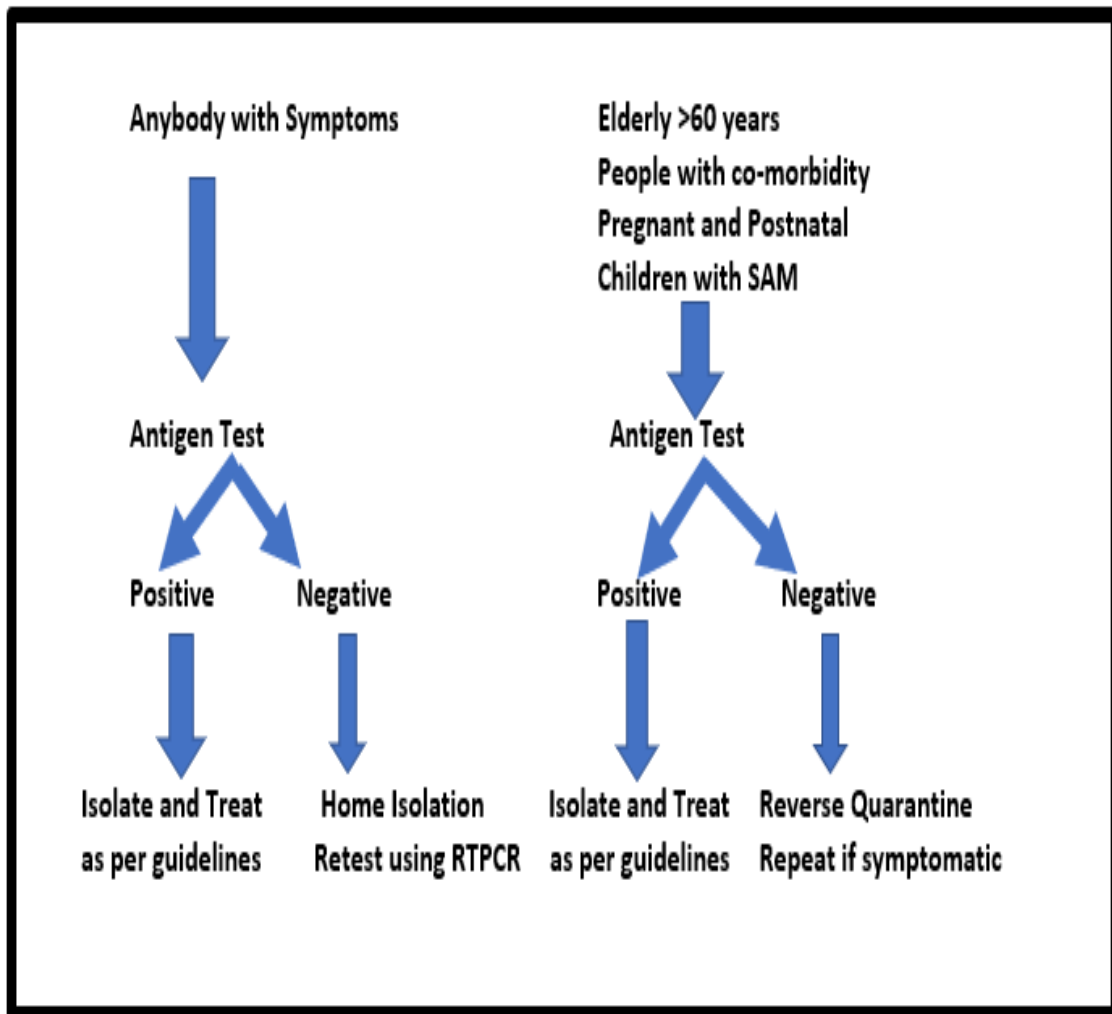 Anybody with Symptoms
Antigen Test
Positive
Negative
Isolate and Treat
as per guidelines
Home Isolation
Retest using RTPCR
Elderly >60 years
People with co-morbidity
Pregnant and Postnatal
Children with SAM
Antigen Test
Positive
Negative
Isolate and Treat
as per guidelines
Reverse Quarantine
Repeat if symptomatic